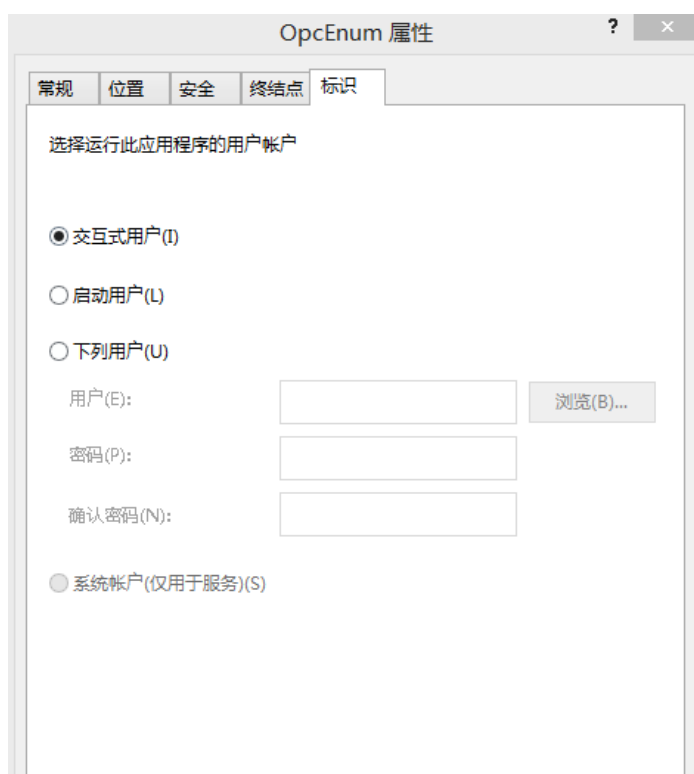 OpcEnum 属性
? ×
常规 位置 安全 终结点 标识
选择运行此应用程序的用户帐户
交互式用户(I)
启动用户(L)
下列用户(U)
用户(E):
浏览(B)...
密码(P):
确认密码(N):
系统帐户(仅用于服务)(S)